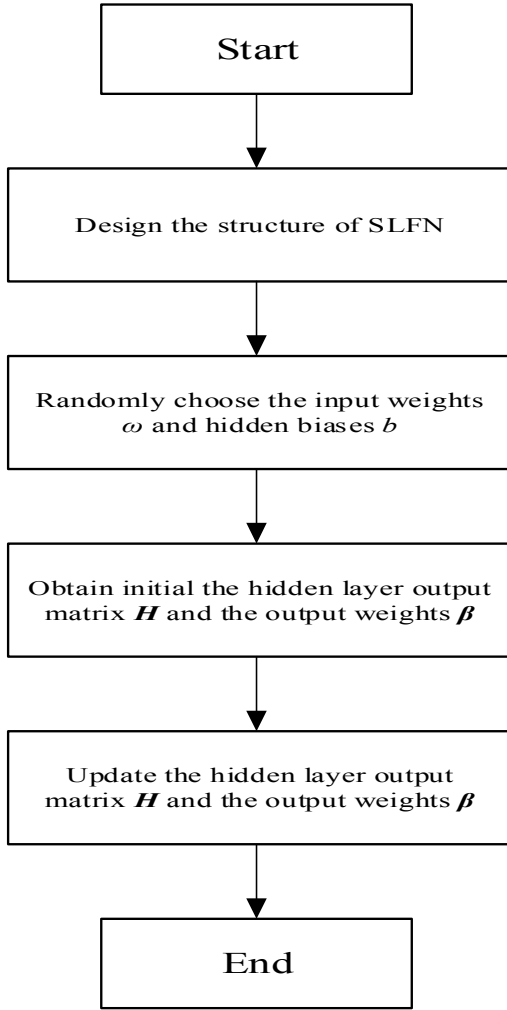 Start
Design the structure of SLFN
Randomly choose the input weights
ω and hidden biases b
Obtain initial the hidden layer output
matrix H and the output weights β
Update the hidden layer output
matrix H and the output weights β
End